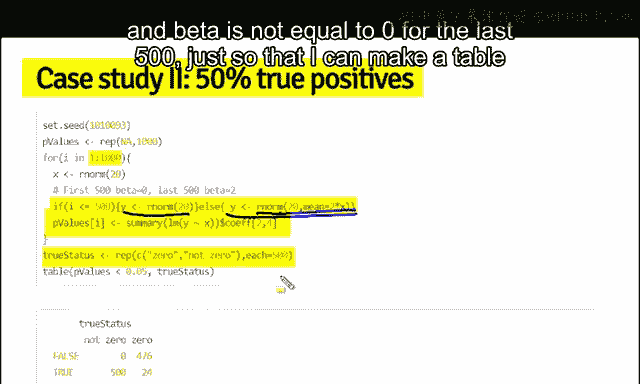 and beta is not equal to 0 for the last
500, just so that I can make a table
Case study II: 50% true positives
set.seed(1010093)
pValues <- rep(NA,1000)
for(i in 1:1000){
x <- rnorm(20)
# First 500 beta=0, last 500 beta=2
if(i <= 500){y <- rnorm(20)}else{ y <- rnorm(20,mean=2*x)}
pValues[i] <- summary(lm(y ~ x))$coeff[2,4]
}
trueStatus <- rep(c("zero","not zero"),each=500)
table(pValues < 0.05, trueStatus)
trueStatus
not zero zero
FALSE 0 476
TRUE 500 24